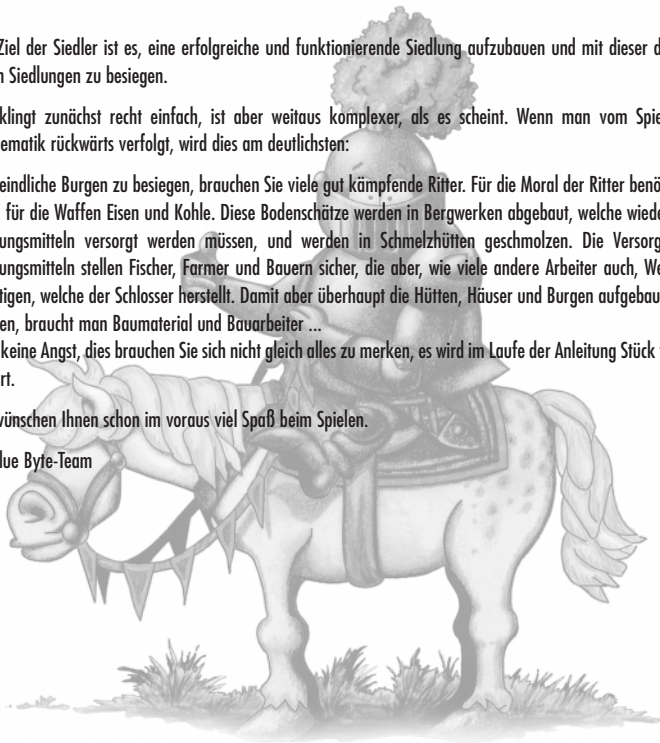 Ziel der Siedler ist es, eine erfolgreiche und funktionierende Siedlung aufzubauen und mit dieser d
n Siedlungen zu besiegen.
klingt zunächst recht einfach, ist aber weitaus komplexer, als es scheint. Wenn man vom Spie
ematik rückwärts verfolgt, wird dies am deutlichsten:
eindliche Burgen zu besiegen, brauchen Sie viele gut kämpfende Ritter. Für die Moral der Ritter benö
für die Waffen Eisen und Kohle. Diese Bodenschätze werden in Bergwerken abgebaut, welche wiede
ungsmitteln versorgt werden müssen, und werden in Schmelzhütten geschmolzen. Die Versorg
ungsmitteln stellen Fischer, Farmer und Bauern sicher, die aber, wie viele andere Arbeiter auch, We
tigen, welche der Schlosser herstellt. Damit aber überhaupt die Hütten, Häuser und Burgen aufgebau
en, braucht man Baumaterial und Bauarbeiter ...
keine Angst, dies brauchen Sie sich nicht gleich alles zu merken, es wird im Laufe der Anleitung Stück
rt.
wünschen Ihnen schon im voraus viel Spaß beim Spielen.
lue Byte-Team